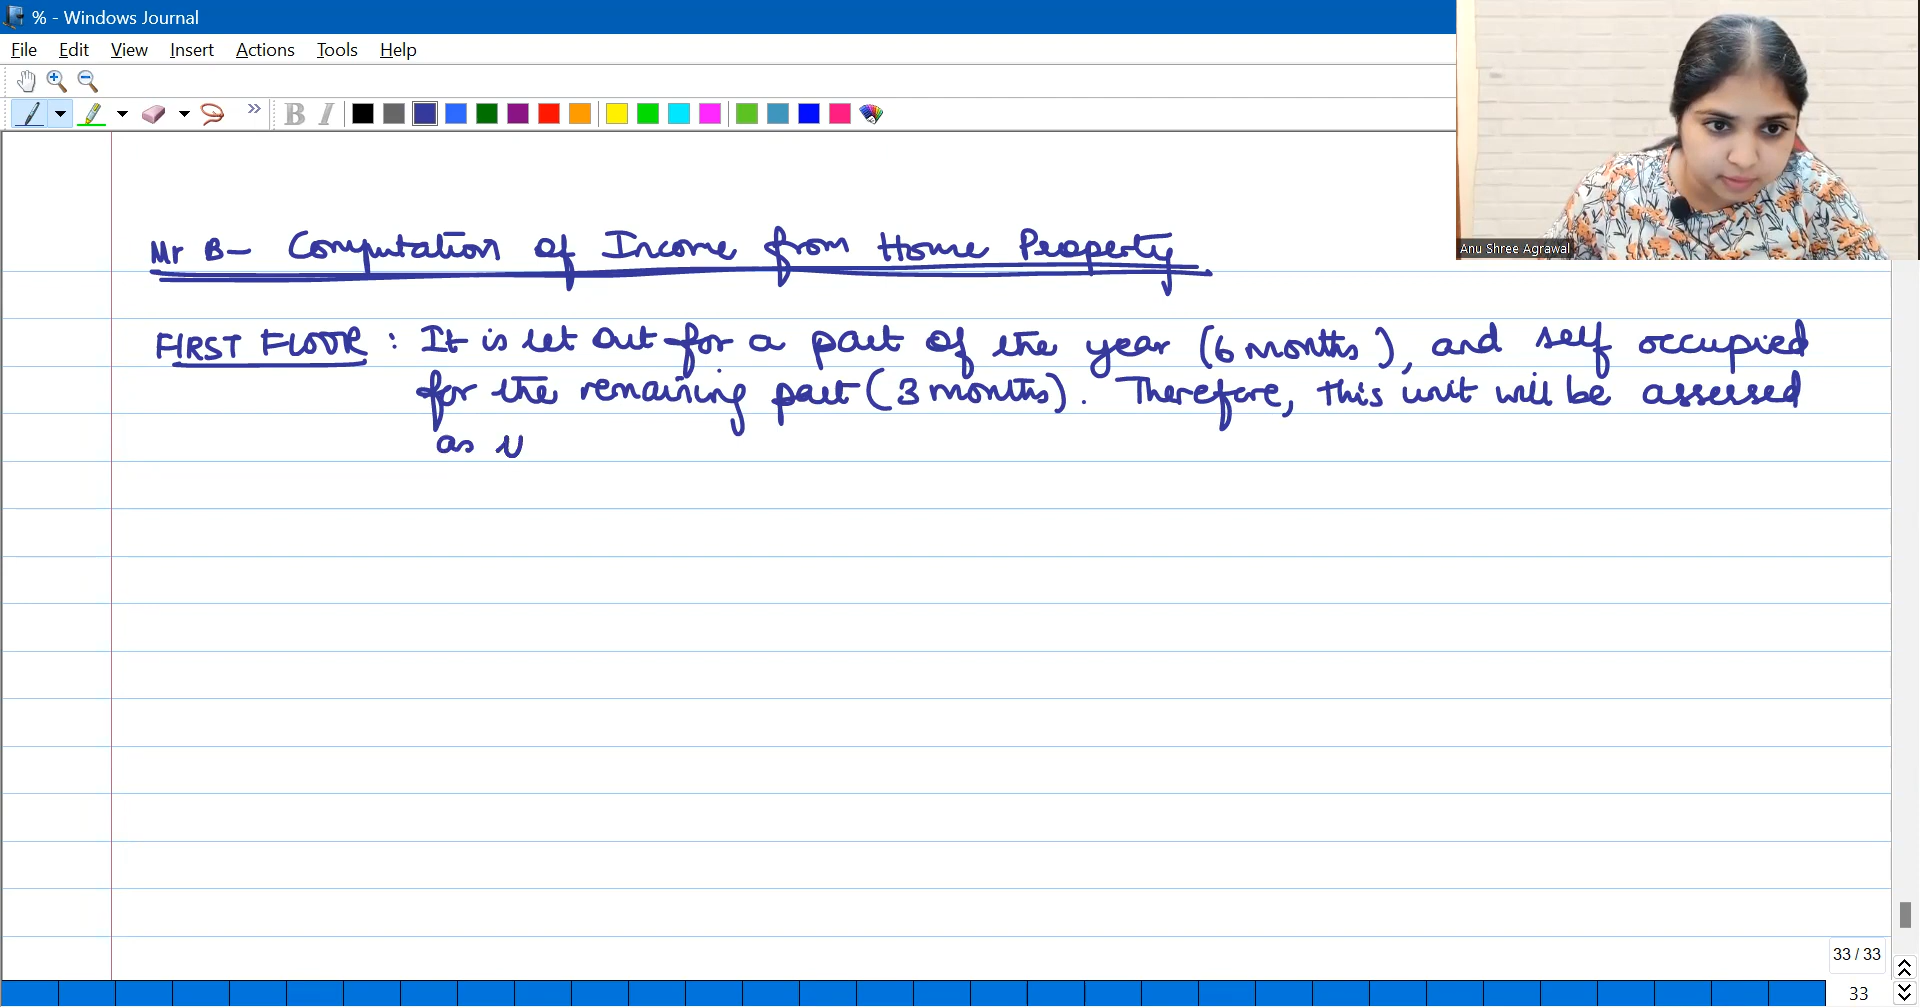 % - Windows Journal
File Edit View Insert Actions Tools Help
B I
Anu Shree Agrawal
Mr B- Computation of Income from Home Property
FIRST FLOOR : It is let out for a part of the year (6 months), and self occupied
for the remaining part (3 months). Therefore, this unit will be assessed
as
33 / 33
33